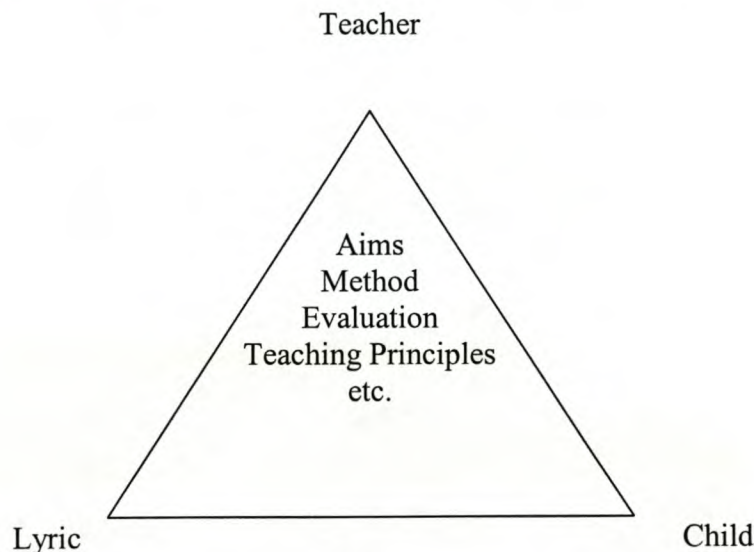 Teacher
Aims
Method
Evaluation
Teaching Principles
etc.
Lyric
Child